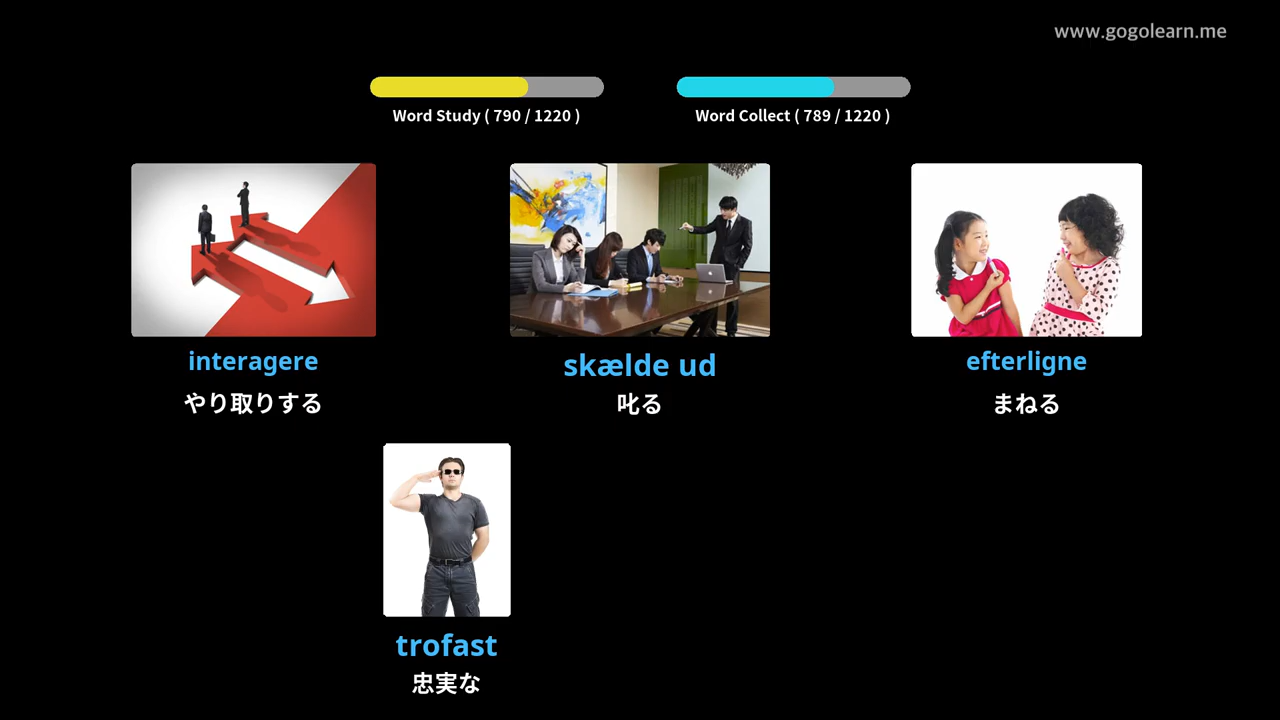 www.gogolearn.me
Word Study ( 790 / 1220 )
Word Collect ( 789 / 1220 )
interagere
やり取りする
skælde ud
叱る
efterligne
まねる
trofast
忠実な